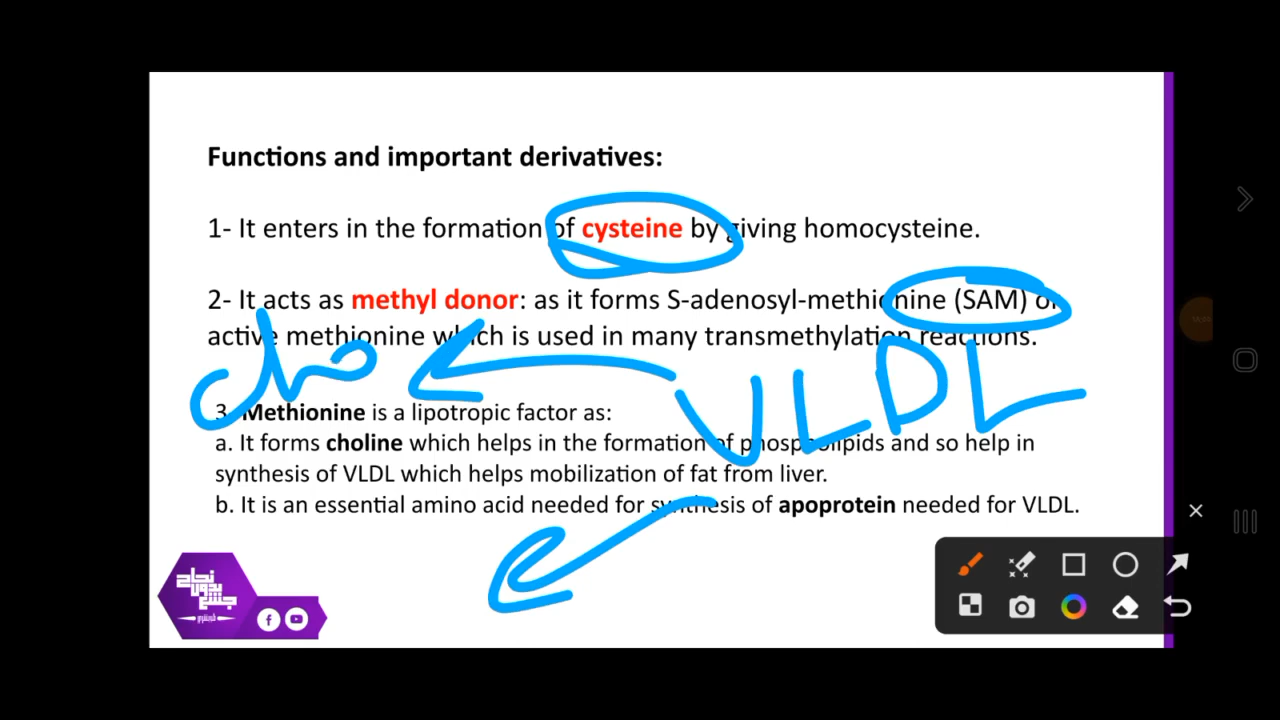 Functions and important derivatives:
1- It enters in the formation of cysteine by giving homocysteine.
2- It acts as methyl donor: as it forms S-adenosyl-methionine (SAM) or
active methionine which is used in many transmethylation reactions.
cho
VLDL
3- Methionine is a lipotropic factor as:
a. It forms choline which helps in the formation of phospholipids and so help in
synthesis of VLDL which helps mobilization of fat from liver.
b. It is an essential amino acid needed for synthesis of apoprotein needed for VLDL.